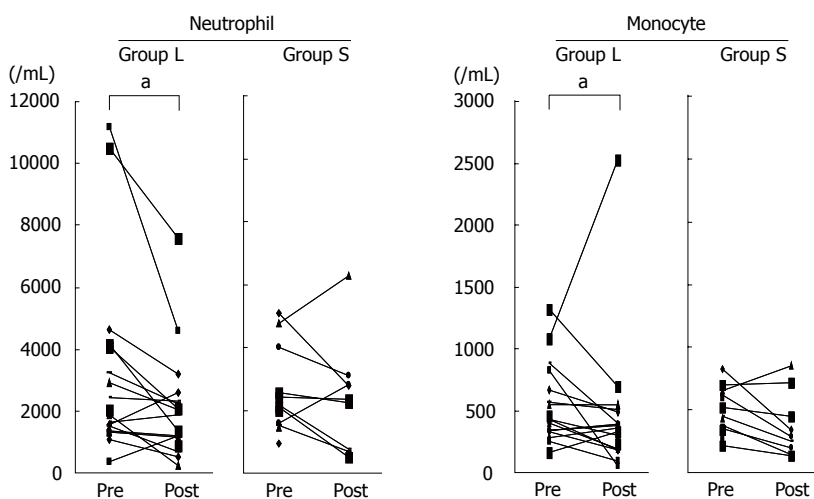 Neutrophil
Group L Group S
(/mL)
a
12000
10000
8000
6000
4000
2000
0
Pre Post Pre Post
Monocyte
Group L Group S
(/mL)
a
3000
2500
2000
1500
1000
500
0
Pre Post Pre Post